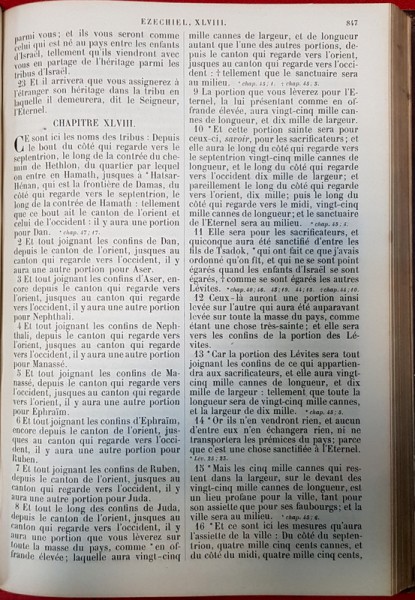 EZECHIEL, XLVIII.
847
parmi vous; et ils vous seront comme
celui qui est né au pays entre les enfants
d'Israël, tellement qu'ils viendront avec
vous en partage de l'héritage parmi les
tribus d'Israël.
23 Et il arrivera que vous assignerez à
l'étranger son héritage dans la tribu en
laquelle il demeurera, dit le Seigneur,
l'Éternel.
CHAPITRE XLVIII.
CE sont ici les noms des tribus: Depuis
le bout du côté qui regarde vers le
septentrion, le long de la contrée du che-
min de Hethlon, du quartier par lequel
on entre en Hamath, jusques à *Hatsar-
Hénan, qui est la frontière de Damas, du
côté qui regarde vers le septentrion, le
long de la contrée de Hamath : tellement
que ce bout ait le canton de l'orient et
celui de l'occident : il y aura une portion
pour Dan. *chap. 47; 17.
2 Et tout joignant les confins de Dan,
depuis le canton de l'orient, jusques au
canton qui regarde vers l'occident, il y
aura une autre portion pour Aser.
3 Et tout joignant les confins d'Aser, en-
core depuis le canton qui regarde vers
l'orient, jusques au canton qui regarde
vers l'occident, il y aura une autre portion
pour Nephthali.
4 Et tout joignant les confins de Neph-
thali, depuis le canton qui regarde vers
l'orient, jusques au canton qui regarde
vers l'occident, il y aura une autre portion
pour Manassé.
5 Et tout joignant les confins de Ma-
nassé, depuis le canton qui regarde vers
l'orient, jusques au canton qui regarde
vers l'occident, il y aura une autre portion
pour Ephraïm.
6 Et tout joignant les confins d'Ephraïm,
encore depuis le canton de l'orient, jus-
ques au canton qui regarde vers l'occi-
dent, il y aura une autre portion pour
Ruben.
7 Et tout joignant les confins de Ruben,
depuis le canton de l'orient, jusques au
canton qui regarde vers l'occident, il y
aura une autre portion pour Juda.
8 Et tout le long des confins de Juda,
depuis le canton de l'orient, jusques au
canton qui regarde vers l'occident, il y
aura une portion que vous lèverez sur
toute la masse du pays, comme *en of-
frande élevée; laquelle aura vingt-cinq
mille cannes de largeur, et de longueur
autant que l'une des autres portions, de-
puis le canton qui regarde vers l'orient,
jusques au canton qui regarde vers l'occi-
dent : †tellement que le sanctuaire sera
au milieu. *chap. 45; 1. †chap. 45; 3.
9 La portion que vous lèverez pour l'E-
ternel, la lui présentant comme en of-
frande élevée, aura vingt-cinq mille can-
nes de longueur, et dix mille de largeur.
10 *Et cette portion sainte sera pour
ceux-ci, savoir, pour les sacrificateurs; et
elle aura le long du côté qui regarde vers
le septentrion vingt-cinq mille cannes de
longueur, et le long du côté qui regarde
vers l'occident dix mille de largeur; et
pareillement le long du côté qui regarde
vers l'orient, dix mille; puis le long du
côté qui regarde vers le midi, vingt-cinq
mille cannes de longueur; et le sanctuaire
de l'Eternel sera au milieu. *chap. 45; 4.
11 Elle sera pour les sacrificateurs, et
quiconque aura été sanctifié d'entre les
fils de Tsadok, *qui ont fait ce que j'avais
ordonné qu'on fît, et qui ne se sont point
égarés quand les enfants d'Israël se sont
égarés, †comme se sont égarés les autres
Lévites.
12 Ceux-là auront une portion ainsi
levée sur l'autre qui aura été auparavant
levée sur toute la masse du pays, comme
étant une chose très-sainte; et elle sera
vers les confins de la portion des Lé-
vites.
13 *Car la portion des Lévites sera tout
joignant les confins de ce qui appartien-
dra aux sacrificateurs, et elle aura vingt-
cinq mille cannes de longueur, et dix
mille de largeur : tellement que toute la
longueur sera de vingt-cinq mille cannes,
et la largeur de dix mille. *chap. 45; 5.
14 *Or ils n'en vendront rien, et aucun
d'entre eux n'en échangera rien, ni ne
transportera les prémices du pays; parce
que c'est une chose sanctifiée à l'Eternel.
15 *Mais les cinq mille cannes qui res-
tent dans la largeur, sur le devant des
vingt-cinq mille cannes de longueur, est
un lieu profane pour la ville, tant pour
son assiette que pour ses faubourgs; et la
ville sera au milieu. *chap. 45; 6.
16 *Et ce sont ici les mesures qu'aura
l'assiette de la ville : Du côté du septen-
trion, quatre mille cinq cents cannes, et
du côté du midi, quatre mille cinq cents,